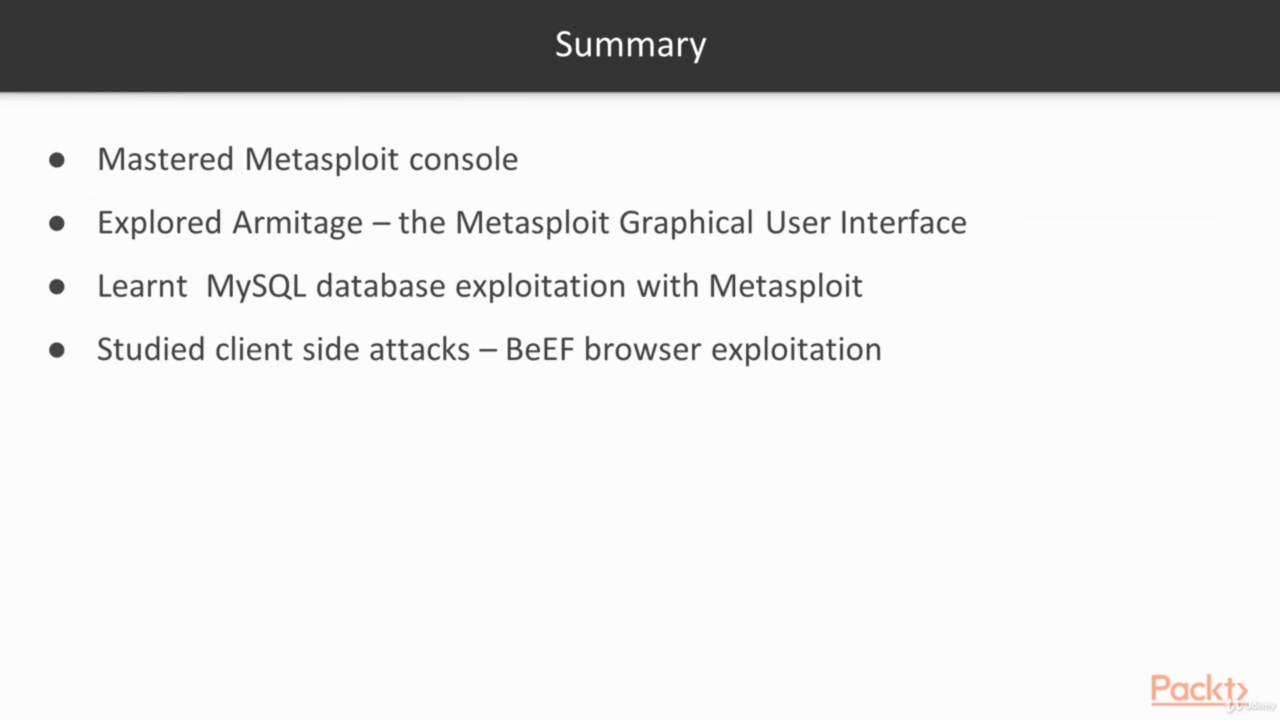 Summary
● Mastered Metasploit console
● Explored Armitage – the Metasploit Graphical User Interface
● Learnt  MySQL database exploitation with Metasploit
● Studied client side attacks – BeEF browser exploitation
Packt>
Udemy